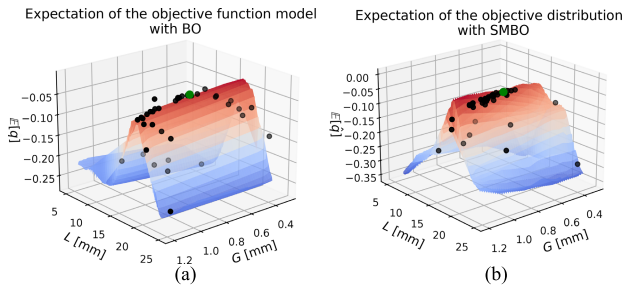 Expectation of the objective function model
with BO
−0.05
−0.10
−0.15
−0.20
−0.25
𝔼[q]
5
10
15
20
25
L [mm]
1.2
1.0
0.8
0.6
0.4
G [mm]
(a)
Expectation of the objective distribution
with SMBO
0.00
−0.05
−0.10
−0.15
−0.20
−0.25
−0.30
−0.35
𝔼[q̂]
5
10
15
20
25
L [mm]
1.2
1.0
0.8
0.6
0.4
G [mm]
(b)